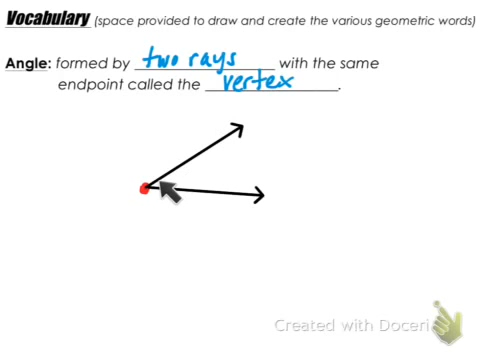 Vocabulary (space provided to draw and create the various geometric words)
Angle: formed by two rays with the same
endpoint called the vertex.
Created with Doceri